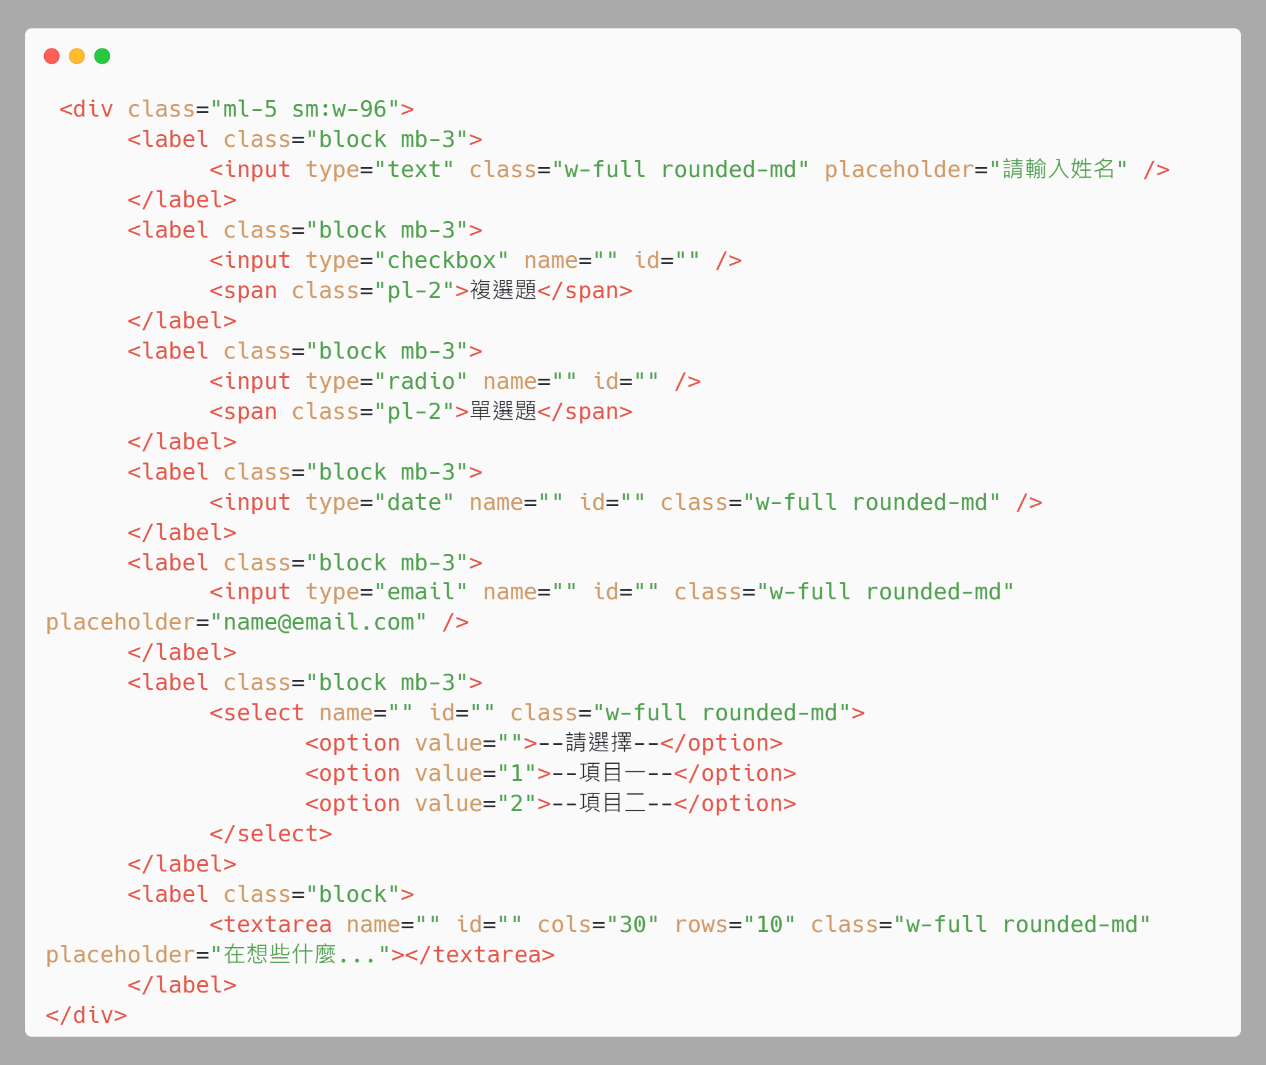 <div class="ml-5 sm:w-96">
<label class="block mb-3">
<input type="text" class="w-full rounded-md" placeholder="請輸入姓名" />
</label>
<label class="block mb-3">
<input type="checkbox" name="" id="" />
<span class="pl-2">複選題</span>
</label>
<label class="block mb-3">
<input type="radio" name="" id="" />
<span class="pl-2">單選題</span>
</label>
<label class="block mb-3">
<input type="date" name="" id="" class="w-full rounded-md" />
</label>
<label class="block mb-3">
<input type="email" name="" id="" class="w-full rounded-md"
placeholder="name@email.com" />
</label>
<label class="block mb-3">
<select name="" id="" class="w-full rounded-md">
<option value="">--請選擇--</option>
<option value="1">--項目一--</option>
<option value="2">--項目二--</option>
</select>
</label>
<label class="block">
<textarea name="" id="" cols="30" rows="10" class="w-full rounded-md"
placeholder="在想些什麼..."></textarea>
</label>
</div>